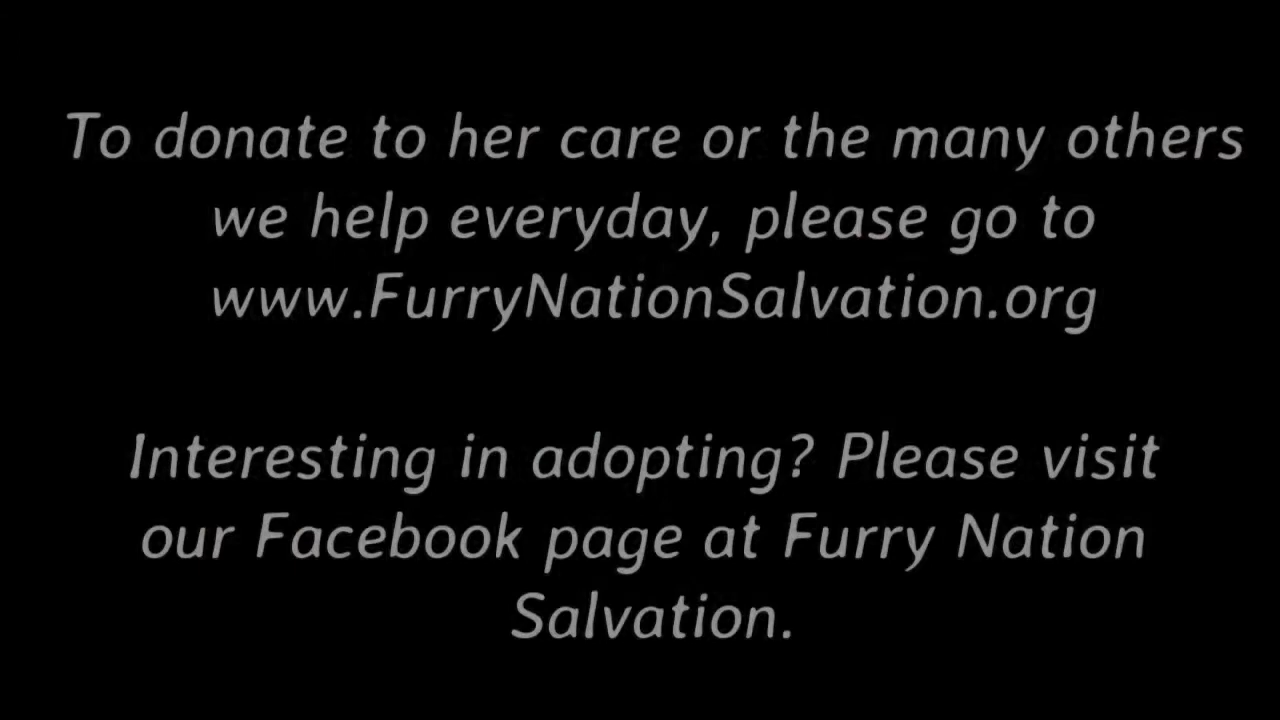 To donate to her care or the many others
we help everyday, please go to
www.FurryNationSalvation.org
Interesting in adopting? Please visit
our Facebook page at Furry Nation
Salvation.